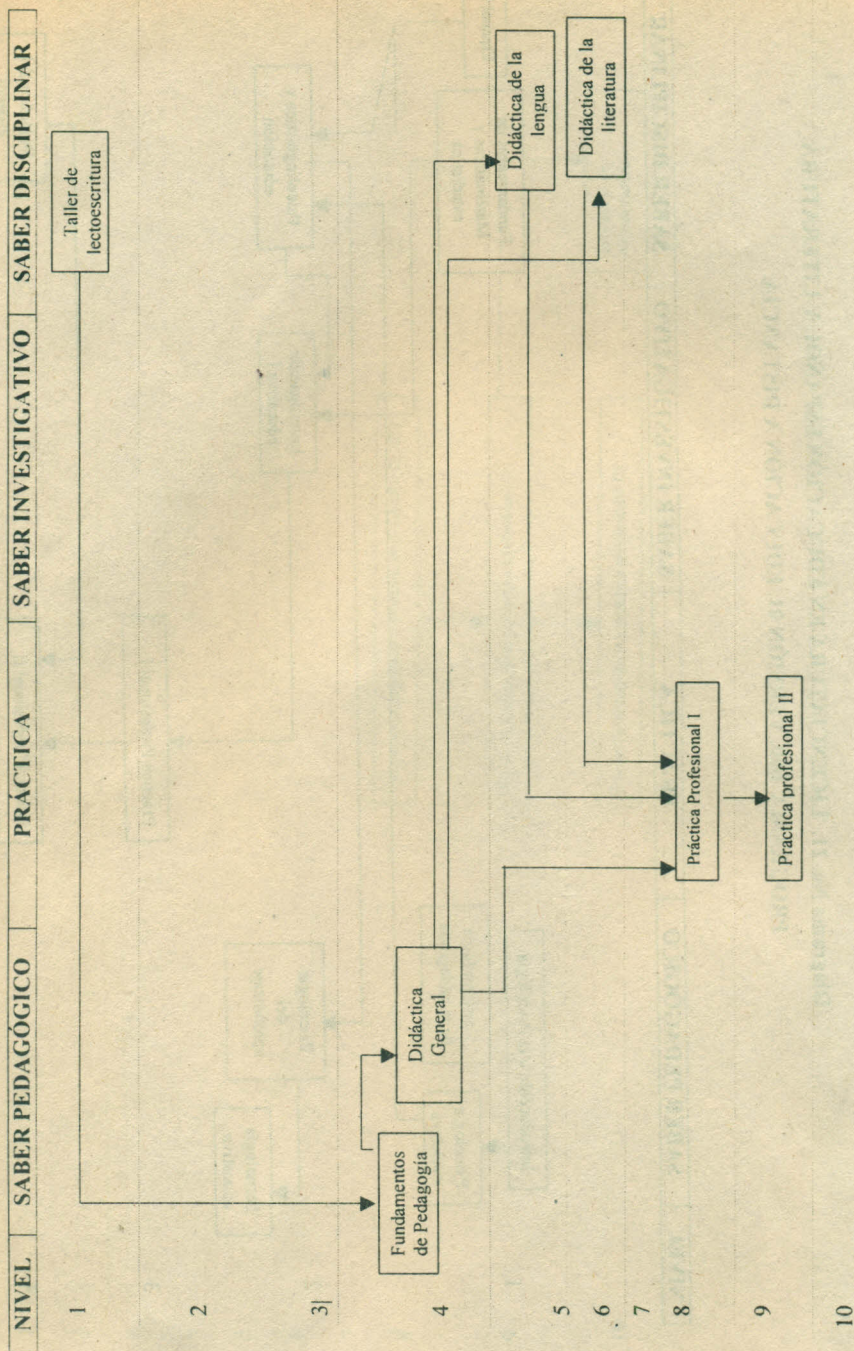 NIVEL
SABER PEDAGÓGICO
PRÁCTICA
SABER INVESTIGATIVO
SABER DISCIPLINAR
1
Taller de
lectoescritura
2
3|
Fundamentos
de Pedagogia
4
Didáctica
General
5
Didáctica de la
lengua
6
Didáctica de la
literatura
7
8
Práctica Profesional I
9
Practica profesional II
10